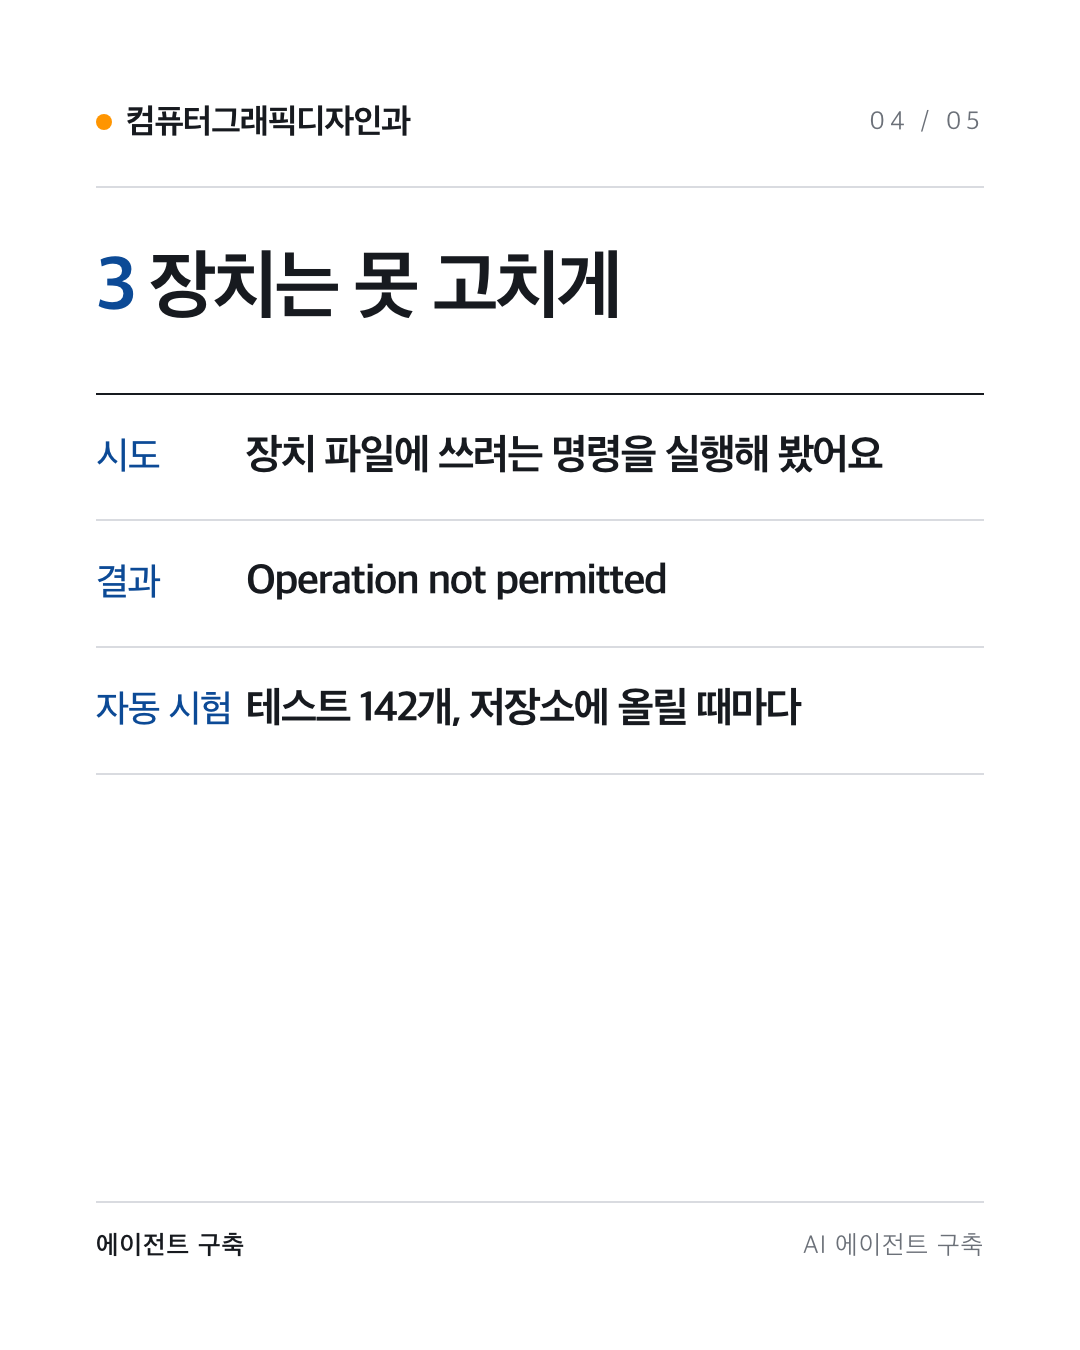 컴퓨터그래픽디자인과
04 / 05
3 장치는 못 고치게
시도 장치 파일에 쓰려는 명령을 실행해 봤어요
결과 Operation not permitted
자동 시험 테스트 142개, 저장소에 올릴 때마다
에이전트 구축
AI 에이전트 구축